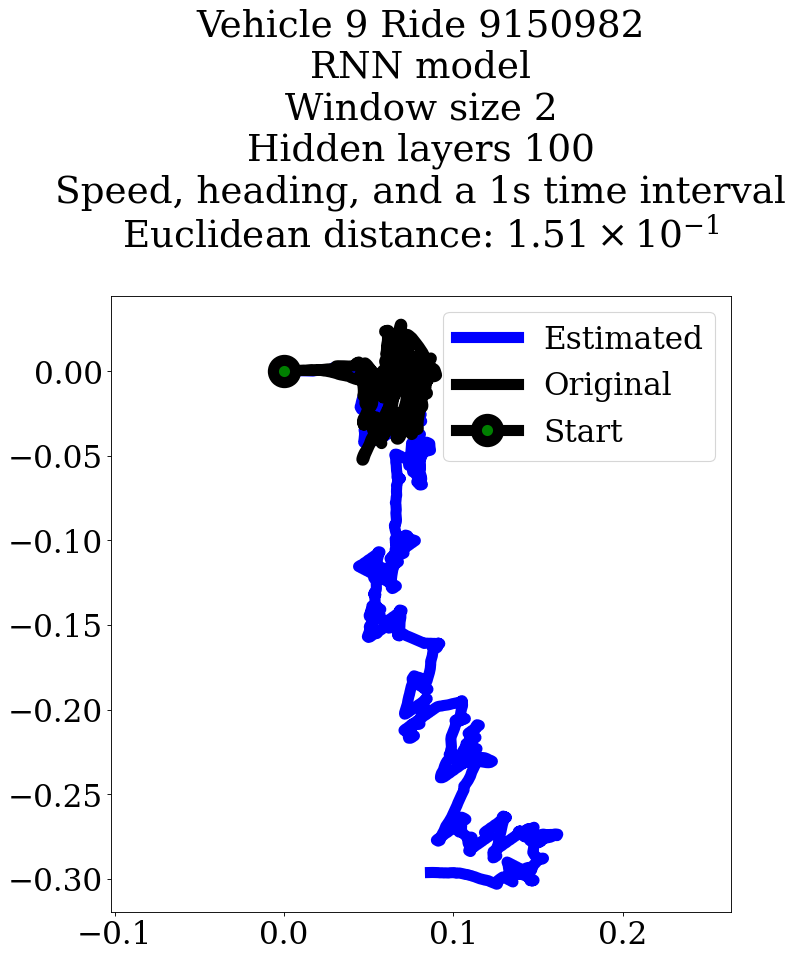 Vehicle 9 Ride 9150982
RNN model
Window size 2
Hidden layers 100
Speed, heading, and a 1s time interval
Euclidean distance: 1.51 × 10⁻¹
Estimated
Original
Start
0.00
−0.05
−0.10
−0.15
−0.20
−0.25
−0.30
−0.1 0.0 0.1 0.2